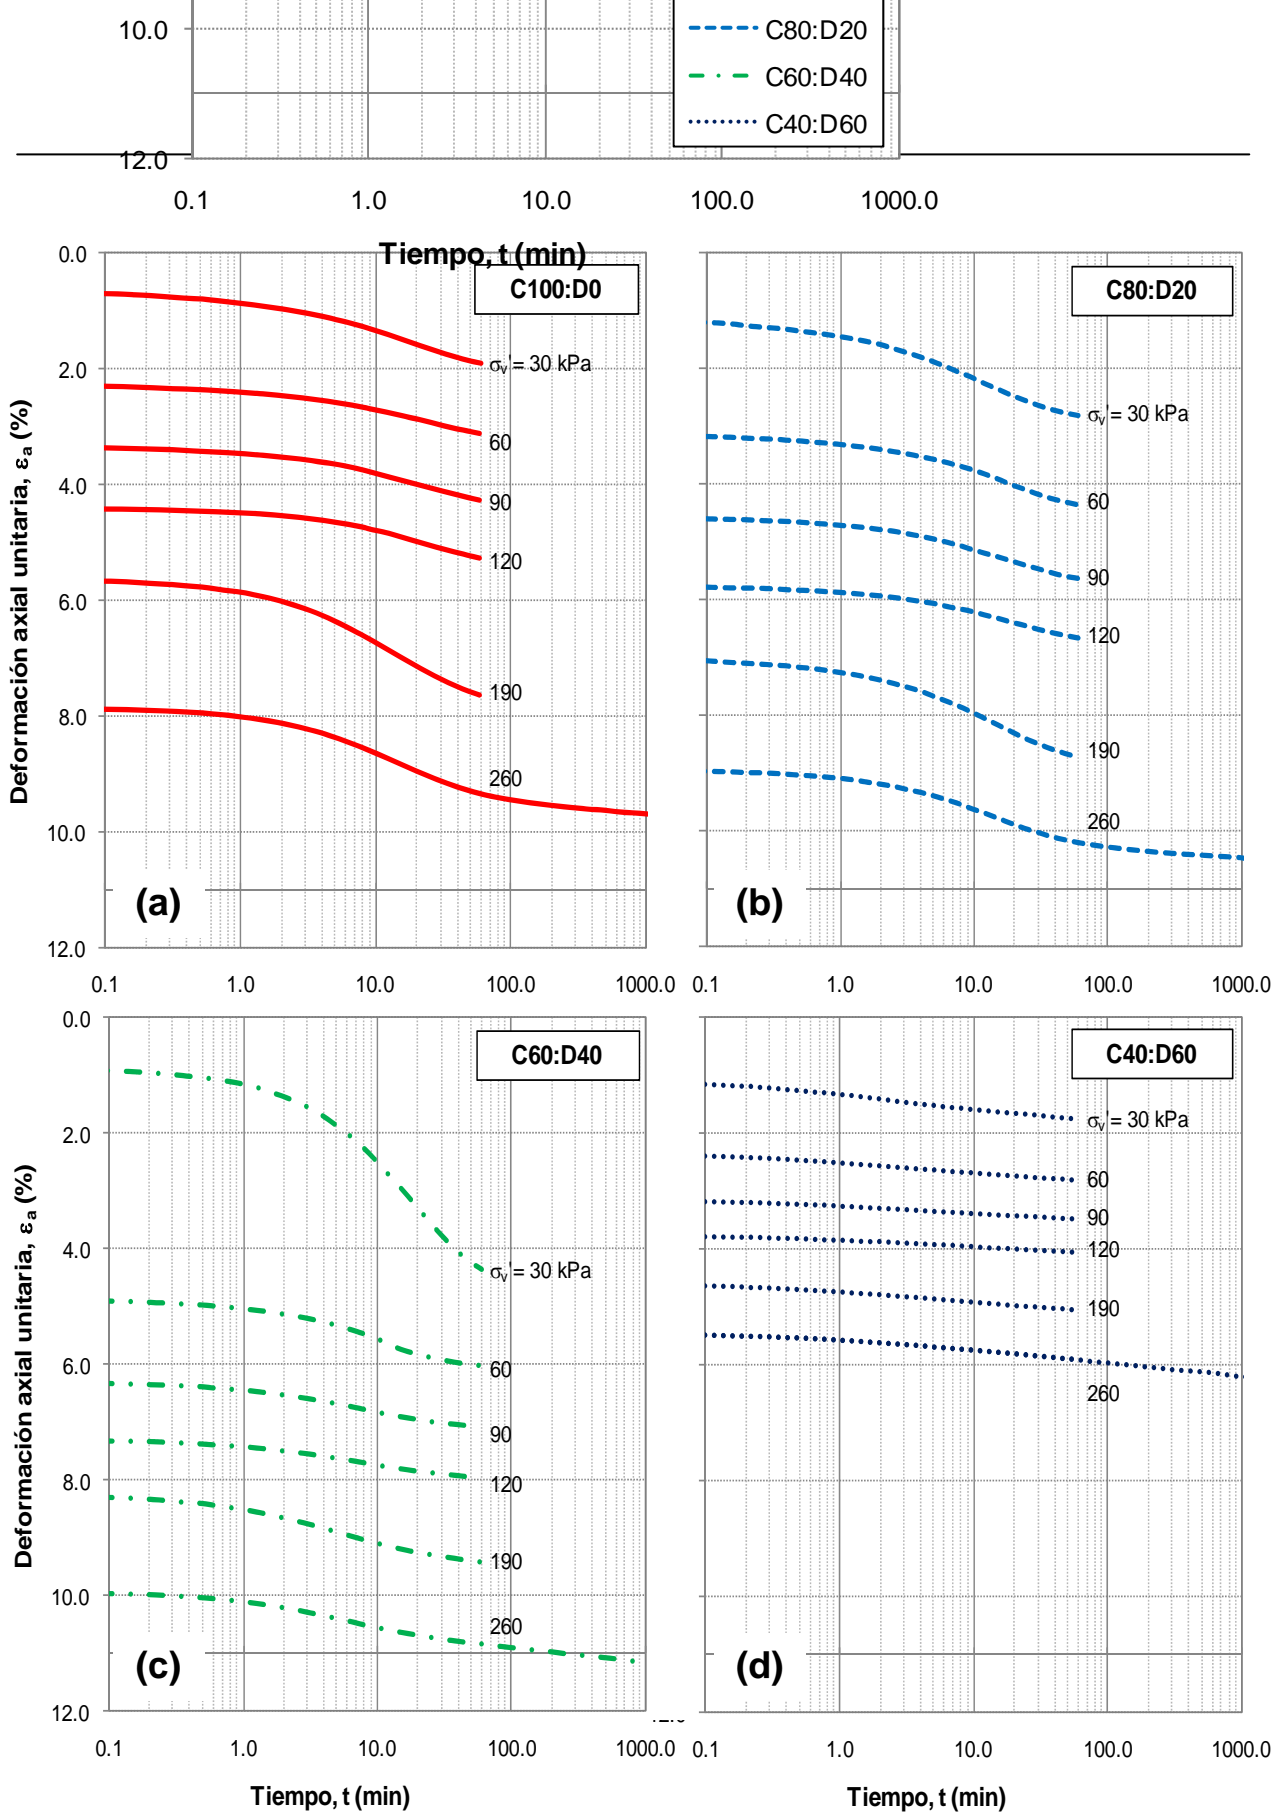 10.0
C80:D20
C60:D40
C40:D60
12.0
0.1 1.0 10.0 100.0 1000.0
Tiempo, t (min)
0.0
C100:D0
C80:D20
2.0
4.0
6.0
8.0
10.0
12.0
Deformación axial unitaria, εa (%)
σv'= 30 kPa
60
90
120
190
260
(a)
σv'= 30 kPa
60
90
120
190
260
(b)
0.1 1.0 10.0 100.0 1000.0
0.1 1.0 10.0 100.0 1000.0
0.0
C60:D40
C40:D60
2.0
4.0
6.0
8.0
10.0
12.0
Deformación axial unitaria, εa (%)
σv'= 30 kPa
60
90
120
190
260
(c)
σv'= 30 kPa
60
90
120
190
260
(d)
0.1 1.0 10.0 100.0 1000.0
0.1 1.0 10.0 100.0 1000.0
Tiempo, t (min)
Tiempo, t (min)